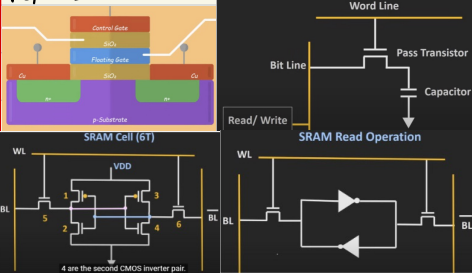 Control Gate
SiO₂
Floating Gate
Cu
SiO₂
Cu
n+
n+
p-Substrate
Word Line
Bit Line
Pass Transistor
Capacitor
Read/ Write
SRAM Cell (6T)
WL
VDD
1
3
BL
5
2
4
6
BL
4 are the second CMOS inverter pair.
SRAM Read Operation
WL
BL
BL